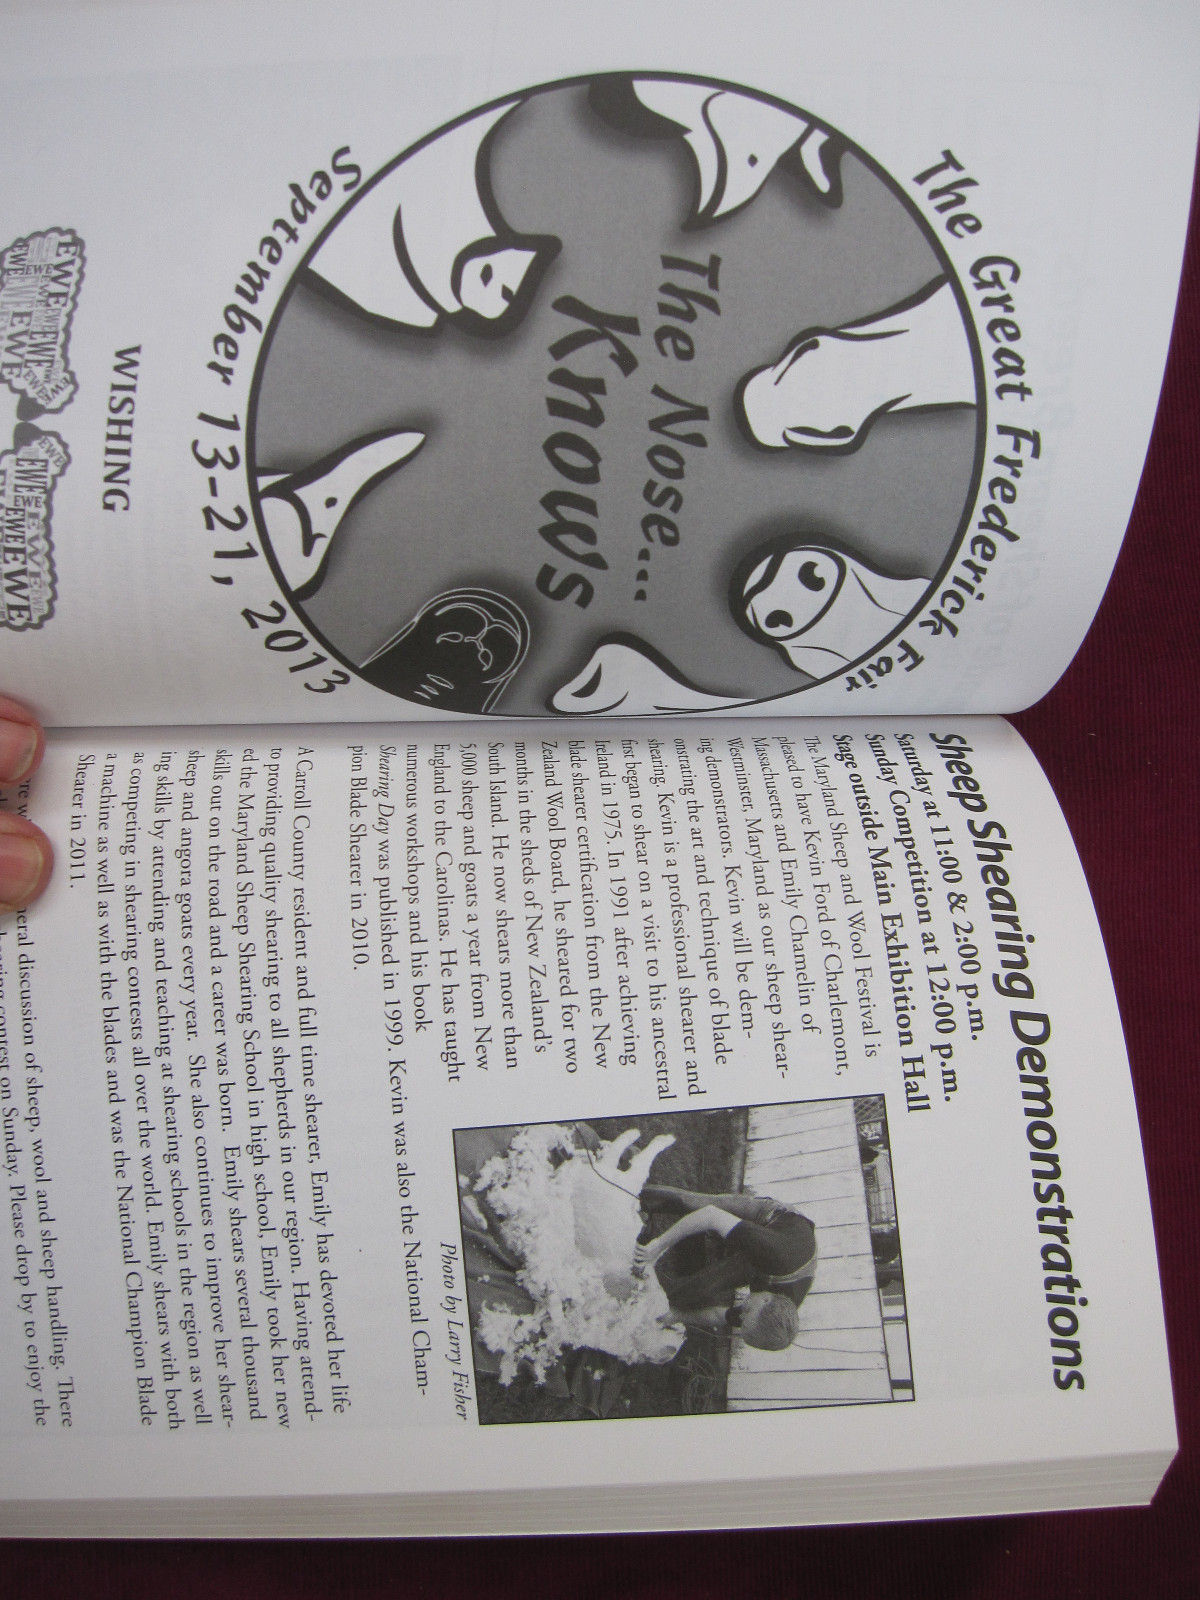 The Great Frederick Fair
The Nose...
Knows
September 13-21, 2013
WISHING
EWE
EWE
EWE
EWE
EWE
EWE
EWE
Sheep Shearing Demonstrations
Saturday at 11:00 & 2:00 p.m.
Sunday Competition at 12:00 p.m.
Stage outside Main Exhibition Hall
The Maryland Sheep and Wool Festival is
pleased to have Kevin Ford of Charlemont,
Massachusetts and Emily Chamelin of
Westminster, Maryland as our sheep shear-
ing demonstrators. Kevin will be dem-
onstrating the art and technique of blade
shearing. Kevin is a professional shearer and
first began to shear on a visit to his ancestral
Ireland in 1975. In 1991 after achieving
blade shearer certification from the New
Zealand Wool Board, he sheared for two
months in the sheds of New Zealand's
South Island. He now shears more than
5,000 sheep and goats a year from New
England to the Carolinas. He has taught
numerous workshops and his book
Shearing Day was published in 1999. Kevin was also the National Cham-
pion Blade Shearer in 2010.
Photo by Larry Fisher
A Carroll County resident and full time shearer, Emily has devoted her life
to providing quality shearing to all shepherds in our region. Having attend-
ed the Maryland Sheep Shearing School in high school, Emily took her new
skills out on the road and a career was born. Emily shears several thousand
sheep and angora goats every year. She also continues to improve her shear-
ing skills by attending and teaching at shearing schools in the region as well
as competing in shearing contests all over the world. Emily shears with both
a machine as well as with the blades and was the National Champion Blade
Shearer in 2011.
discussion of sheep, wool and sheep handling. There
contest on Sunday. Please drop by to enjoy the